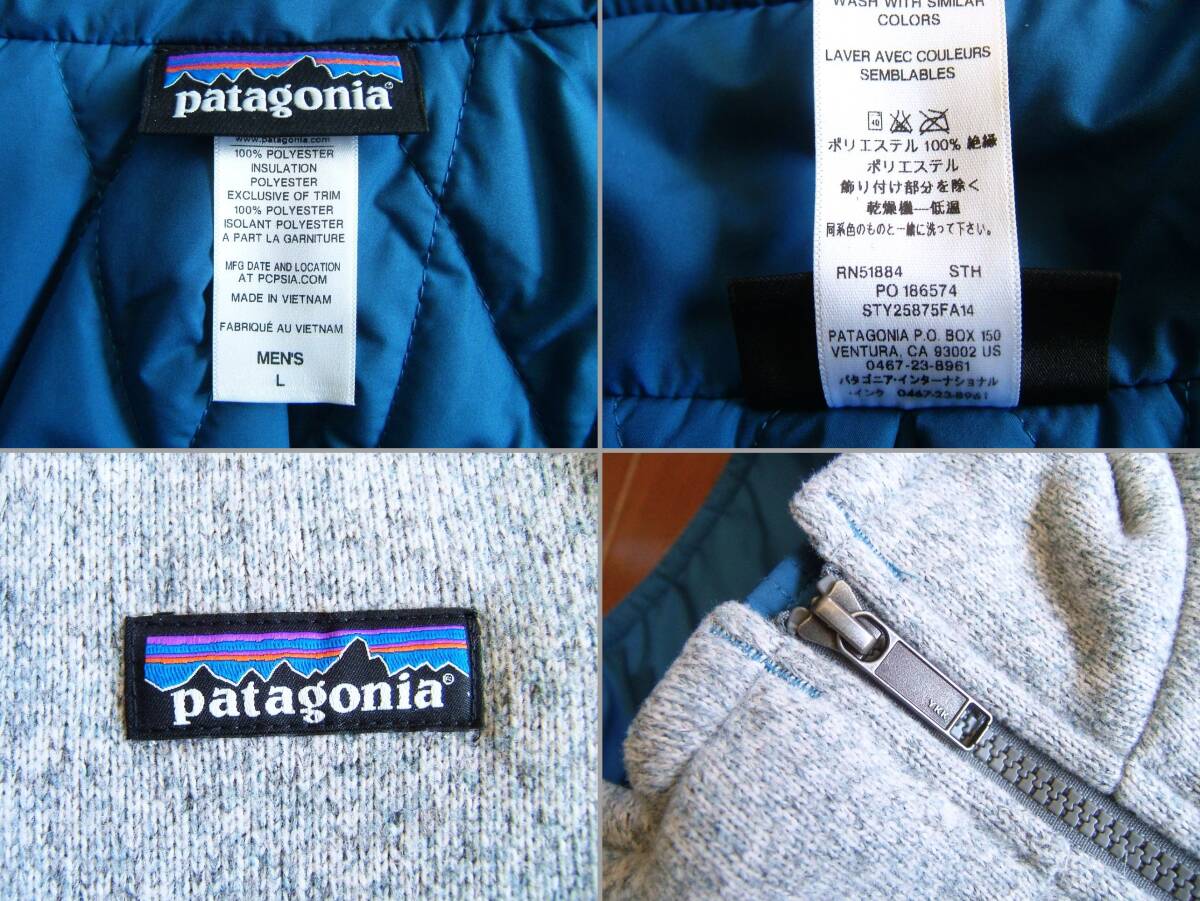 patagonia®
www.patagonia.com
100% POLYESTER
INSULATION
POLYESTER
EXCLUSIVE OF TRIM
100% POLYESTER
ISOLANT POLYESTER
A PART LA GARNITURE
MFG DATE AND LOCATION
AT PCPSIA.COM
MADE IN VIETNAM
FABRIQUÉ AU VIETNAM
MEN'S
L
WASH WITH SIMILAR
COLORS
LAVER AVEC COULEURS
SEMBLABLES
40
ポリエステル 100% 絶縁
ポリエステル
飾り付け部分を除く
乾燥機―低温
同系色のものと一緒に洗って下さい。
RN51884 STH
PO 186574
STY25875FA14
PATAGONIA P.O. BOX 150
VENTURA, CA 93002 US
0467-23-8961
パタゴニア・インターナショナル
・インク 0467-23-8961
patagonia®
YKK